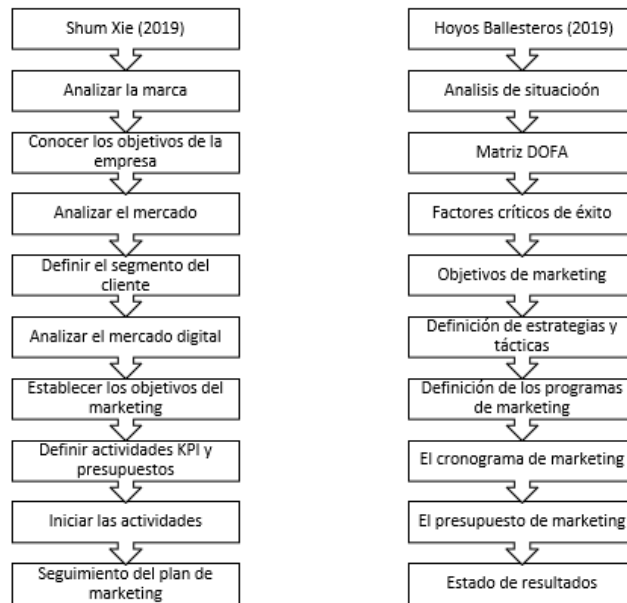 Shum Xie (2019)
Analizar la marca
Conocer los objetivos de la
empresa
Analizar el mercado
Definir el segmento del
cliente
Analizar el mercado digital
Establecer los objetivos del
marketing
Definir actividades KPI y
presupuestos
Iniciar las actividades
Seguimiento del plan de
marketing
Hoyos Ballesteros (2019)
Analisis de situacioón
Matriz DOFA
Factores críticos de éxito
Objetivos de marketing
Definición de estrategias y
tácticas
Definición de los programas
de marketing
El cronograma de marketing
El presupuesto de marketing
Estado de resultados